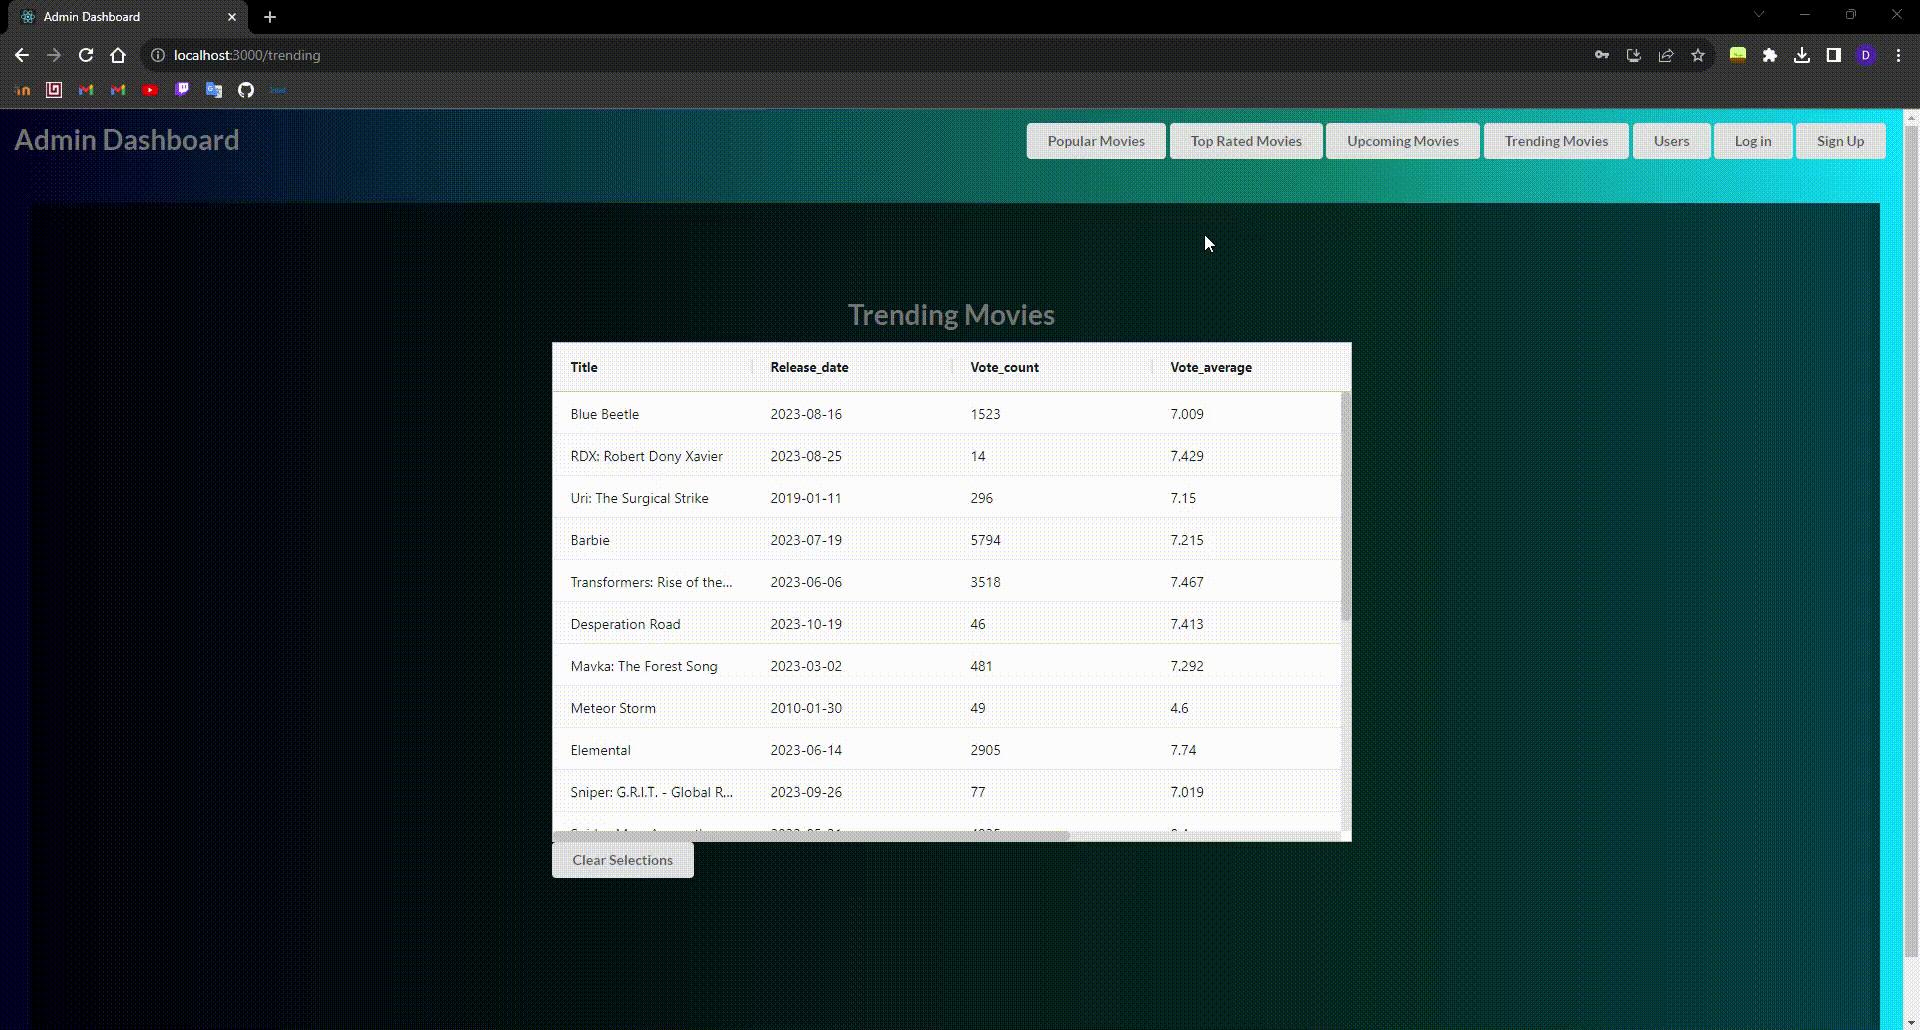 Admin Dashboard
localhost:3000/trending
D
Admin Dashboard
Popular Movies Top Rated Movies Upcoming Movies Trending Movies Users Log in Sign Up
Trending Movies
Title Release_date Vote_count Vote_average
Blue Beetle 2023-08-16 1523 7.009
RDX: Robert Dony Xavier 2023-08-25 14 7.429
Uri: The Surgical Strike 2019-01-11 296 7.15
Barbie 2023-07-19 5794 7.215
Transformers: Rise of the... 2023-06-06 3518 7.467
Desperation Road 2023-10-19 46 7.413
Mavka: The Forest Song 2023-03-02 481 7.292
Meteor Storm 2010-01-30 49 4.6
Elemental 2023-06-14 2905 7.74
Sniper: G.R.I.T. - Global R... 2023-09-26 77 7.019
Clear Selections